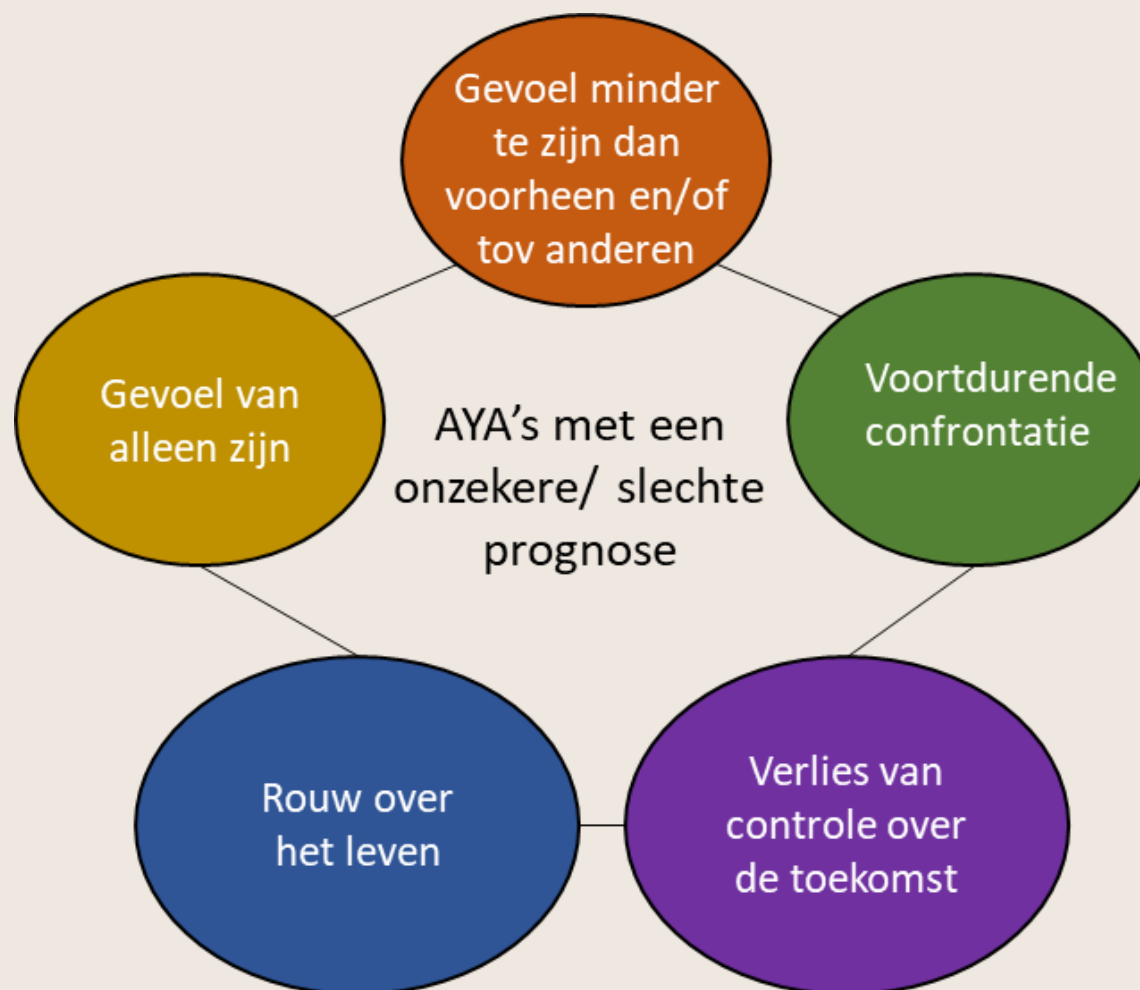 Gevoel minder
te zijn dan
voorheen en/of
tov anderen
Gevoel van
alleen zijn
AYA's met een
onzekere/ slechte
prognose
Voortdurende
confrontatie
Rouw over
het leven
Verlies van
controle over
de toekomst